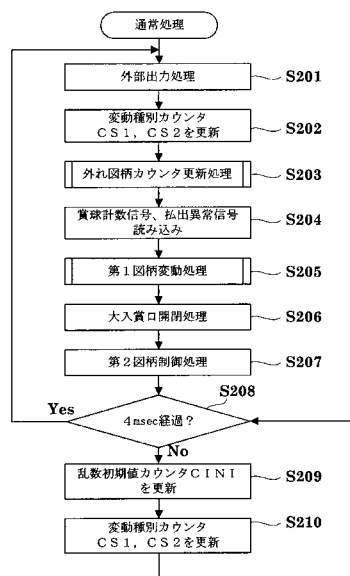 通常処理
外部出力処理
S201
変動種別カウンタ
CS1，CS2を更新
S202
外れ図柄カウンタ更新処理
S203
賞球計数信号、払出異常信号
読み込み
S204
第1図柄変動処理
S205
大入賞口開閉処理
S206
第2図柄制御処理
S207
S208
Yes
4msec経過？
No
乱数初期値カウンタCINI
を更新
S209
変動種別カウンタ
CS1，CS2を更新
S210